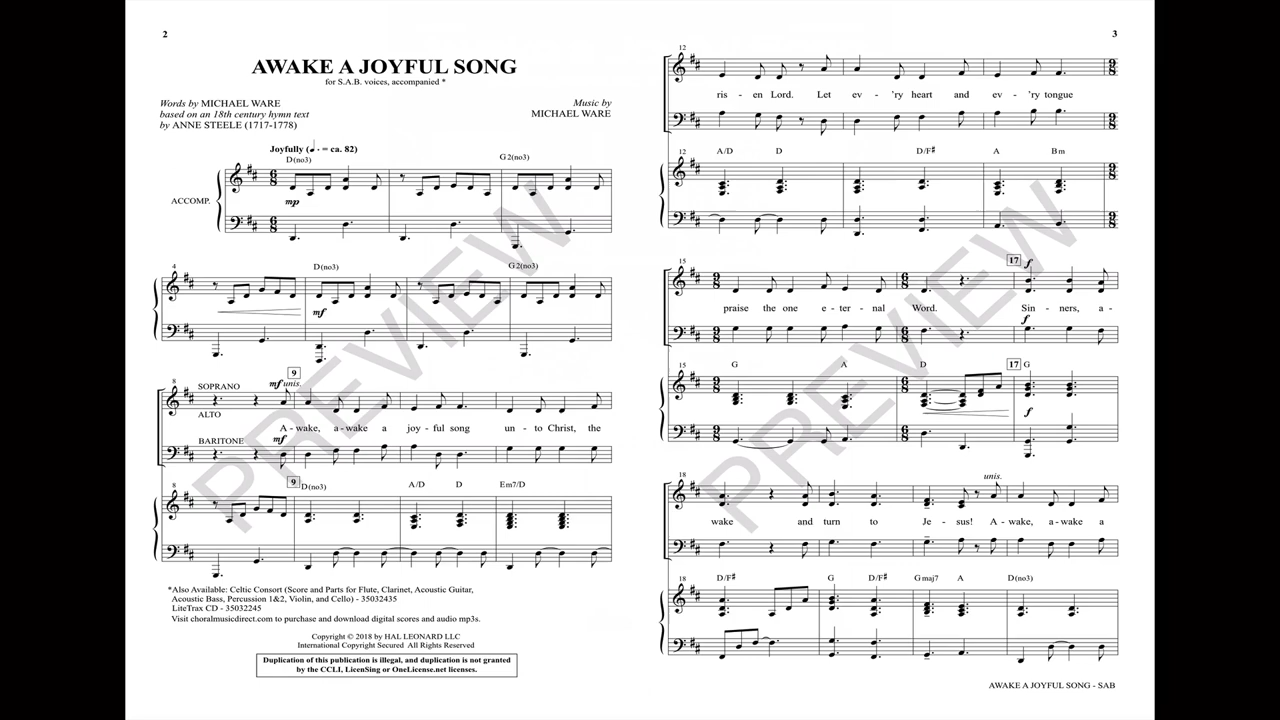 2
AWAKE A JOYFUL SONG
for S.A.B. voices, accompanied *
Words by MICHAEL WARE
based on an 18th century hymn text
by ANNE STEELE (1717-1778)
Music by
MICHAEL WARE
Joyfully (♩. = ca. 82)
D(no3) G2(no3)
ACCOMP.
mp
4
D(no3) G2(no3)
mf
8 9
SOPRANO mf unis.
ALTO
A - wake, a - wake a joy - ful song un - to Christ, the
BARITONE mf
8 9 D(no3) A/D D Em7/D
*Also Available: Celtic Consort (Score and Parts for Flute, Clarinet, Acoustic Guitar,
Acoustic Bass, Percussion 1&2, Violin, and Cello) - 35032435
LiteTrax CD - 35032245
Visit choralmusicdirect.com to purchase and download digital scores and audio mp3s.
Copyright © 2018 by HAL LEONARD LLC
International Copyright Secured All Rights Reserved
Duplication of this publication is illegal, and duplication is not granted
by the CCLI, LicenSing or OneLicense.net licenses.
PREVIEW
3
12
ris - en Lord. Let ev - 'ry heart and ev - 'ry tongue
12 A/D D D/F♯ A Bm
15 17 f
praise the one e - ter - nal Word. Sin - ners, a -
f
15 G A D 17 G
f
18 unis.
wake and turn to Je - sus! A - wake, a - wake a
18 D/F♯ G D/F♯ Gmaj7 A D(no3)
AWAKE A JOYFUL SONG - SAB
PREVIEW